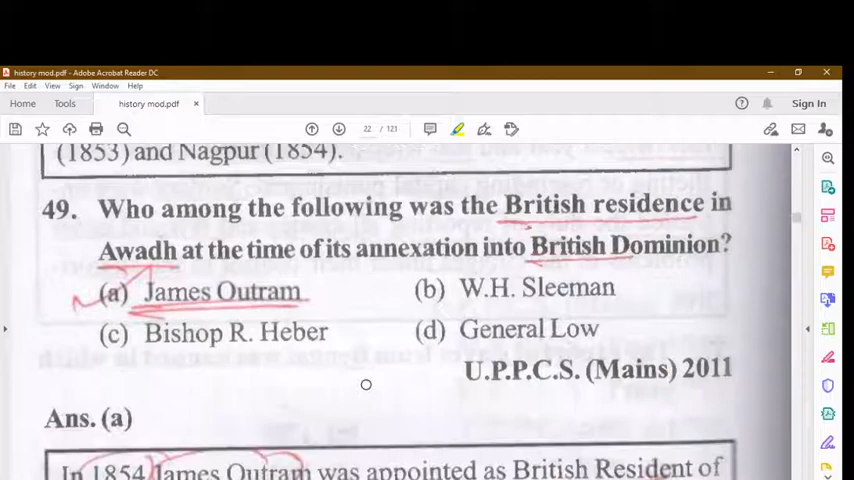 history mod.pdf - Adobe Acrobat Reader DC
File Edit View Sign Window Help
Home Tools history mod.pdf × Sign In
22 / 121
(1853) and Nagpur (1854).
49. Who among the following was the British residence in
Awadh at the time of its annexation into British Dominion?
(a) James Outram (b) W.H. Sleeman
(c) Bishop R. Heber (d) General Low
U.P.P.C.S. (Mains) 2011
Ans. (a)
In 1854 James Outram was appointed as British Resident of